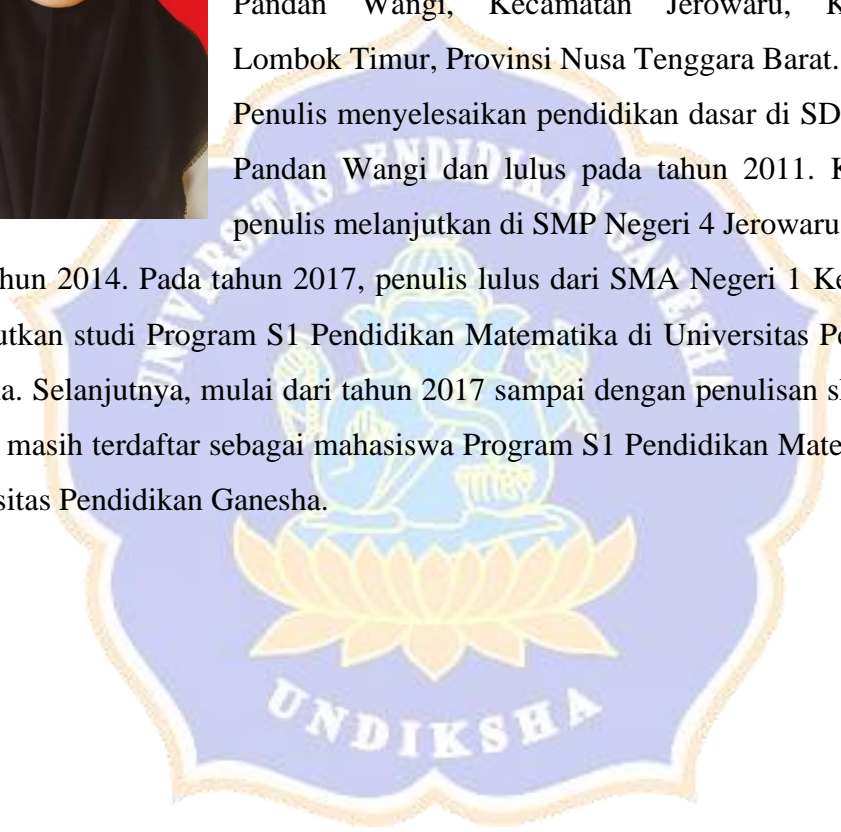 Pandan Wangi, Kecamatan Jerowaru, K
Lombok Timur, Provinsi Nusa Tenggara Barat.
Penulis menyelesaikan pendidikan dasar di SD
Pandan Wangi dan lulus pada tahun 2011. K
penulis melanjutkan di SMP Negeri 4 Jerowaru
hun 2014. Pada tahun 2017, penulis lulus dari SMA Negeri 1 Ke
utkan studi Program S1 Pendidikan Matematika di Universitas Pe
a. Selanjutnya, mulai dari tahun 2017 sampai dengan penulisan s
masih terdaftar sebagai mahasiswa Program S1 Pendidikan Mate
sitas Pendidikan Ganesha.
UNIVERSITAS PENDIDIKAN GANESHA
UNDIKSHA